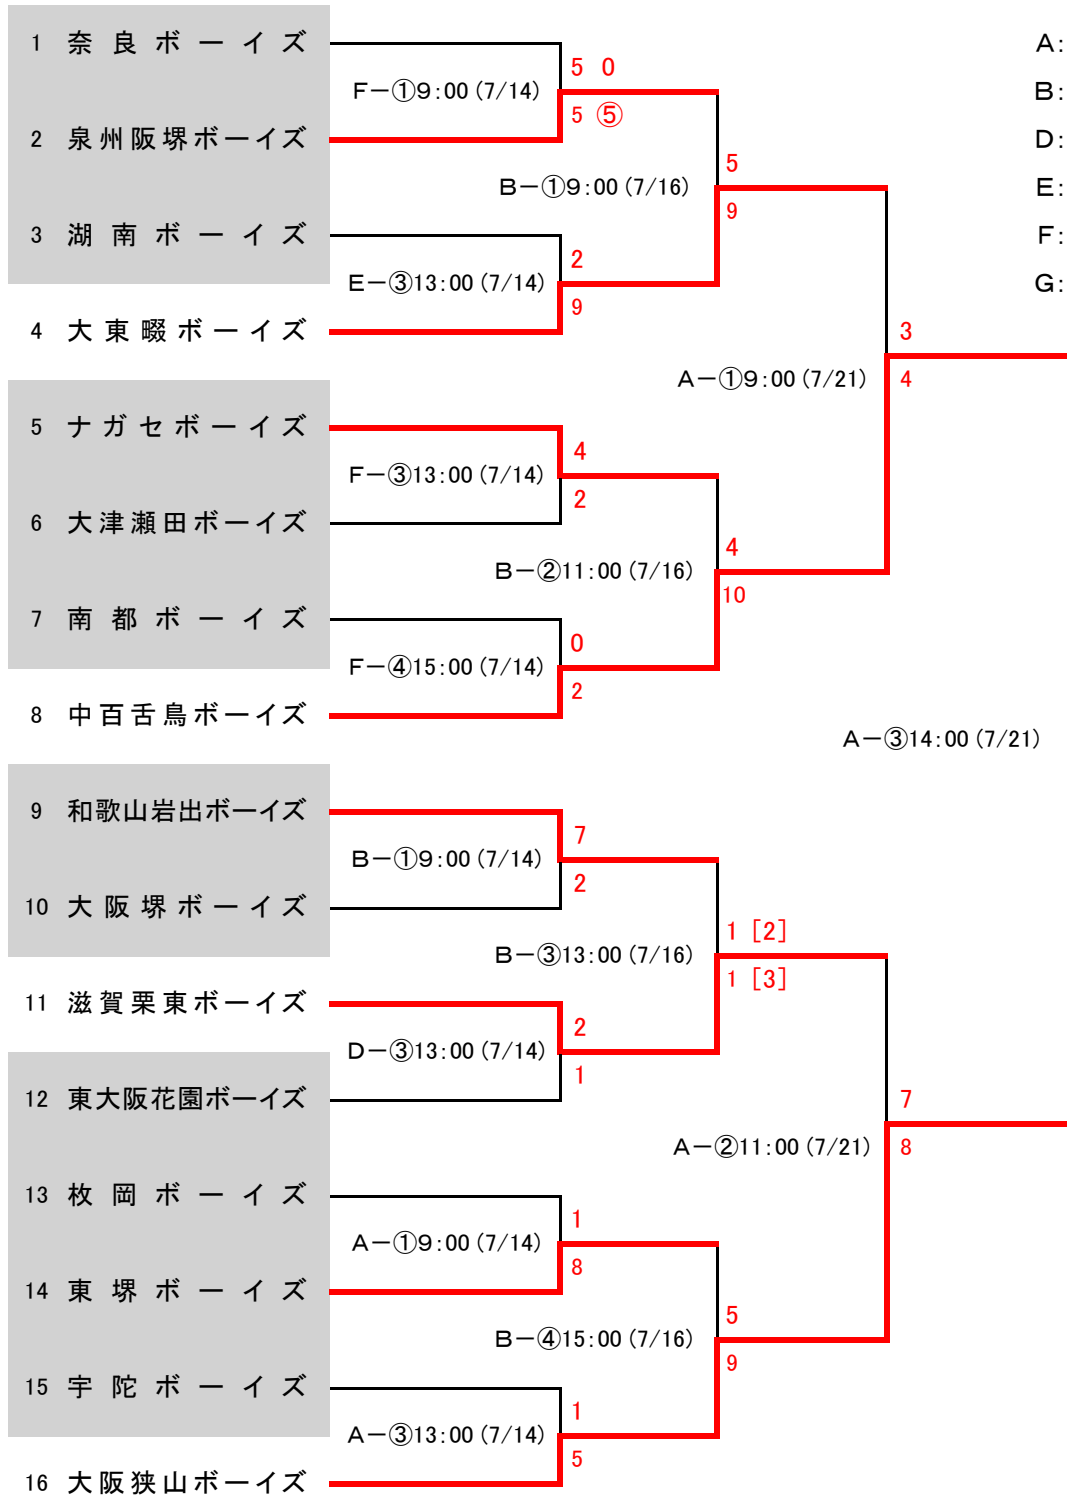 1 奈良ボーイズ A:
5 0
F－①9:00(7/14) B:
5 ⑤
2 泉州阪堺ボーイズ D:
5
B－①9:00(7/16) E:
9
3 湖南ボーイズ F:
2
E－③13:00(7/14) G:
9
4 大東畷ボーイズ 3
A－①9:00(7/21) 4
5 ナガセボーイズ
4
F－③13:00(7/14)
2
6 大津瀬田ボーイズ
4
B－②11:00(7/16)
10
7 南都ボーイズ
0
F－④15:00(7/14)
2
8 中百舌鳥ボーイズ
A－③14:00(7/21)
9 和歌山岩出ボーイズ
7
B－①9:00(7/14)
2
10 大阪堺ボーイズ
1 [2]
B－③13:00(7/16)
1 [3]
11 滋賀栗東ボーイズ
2
D－③13:00(7/14)
1
12 東大阪花園ボーイズ 7
A－②11:00(7/21) 8
13 枚岡ボーイズ
1
A－①9:00(7/14)
8
14 東堺ボーイズ
5
B－④15:00(7/16)
9
15 宇陀ボーイズ
1
A－③13:00(7/14)
5
16 大阪狭山ボーイズ